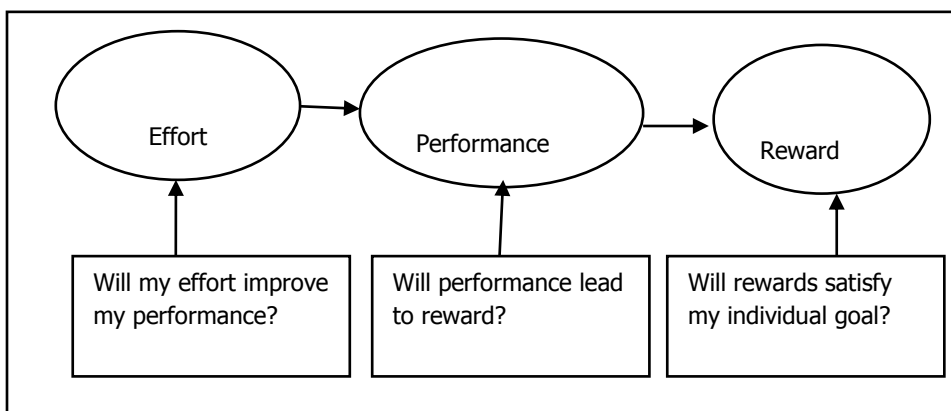 Effort
Performance
Reward
Will my effort improve
my performance?
Will performance lead
to reward?
Will rewards satisfy
my individual goal?